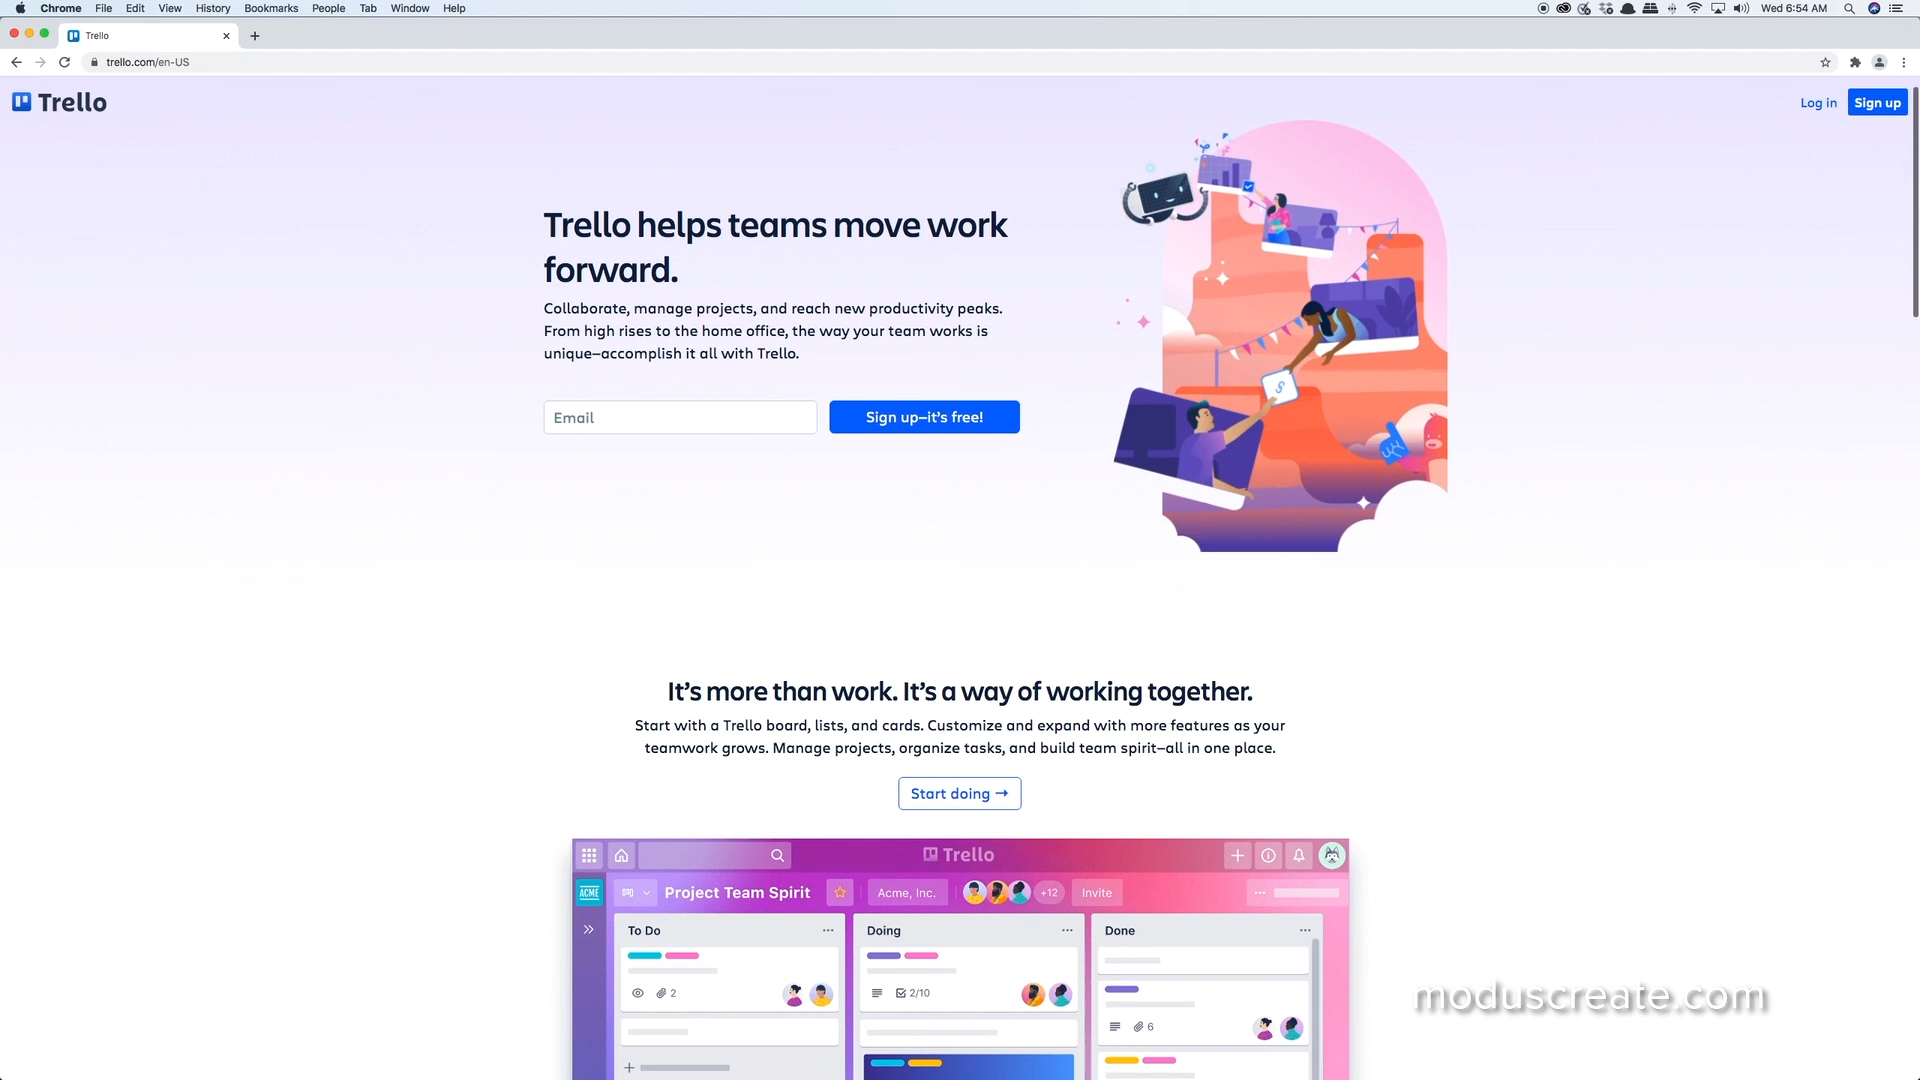 Chrome File Edit View History Bookmarks People Tab Window Help
Wed 6:54 AM
Trello
trello.com/en-US
Trello
Log in
Sign up
Trello helps teams move work
forward.
Collaborate, manage projects, and reach new productivity peaks.
From high rises to the home office, the way your team works is
unique—accomplish it all with Trello.
Email
Sign up—it's free!
S
It's more than work. It's a way of working together.
Start with a Trello board, lists, and cards. Customize and expand with more features as your
teamwork grows. Manage projects, organize tasks, and build team spirit—all in one place.
Start doing →
Trello
ACME
Project Team Spirit
Acme, Inc.
+12
Invite
To Do
Doing
Done
2
2/10
6
moduscreate.com